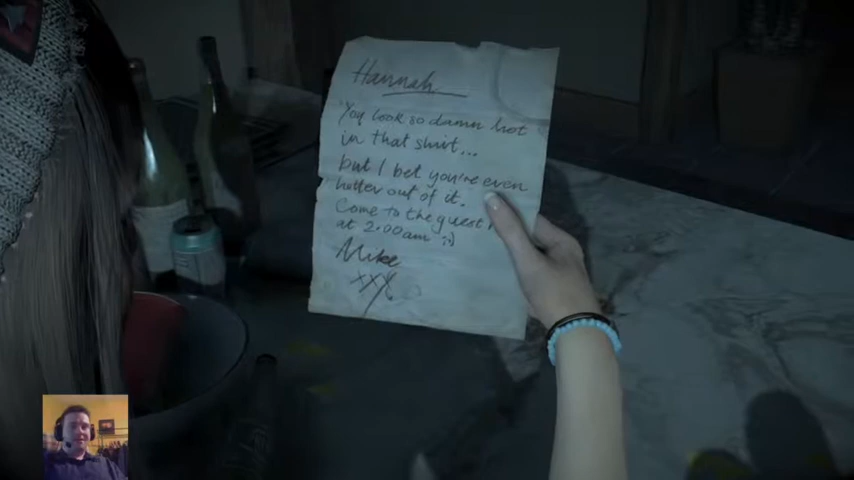 Hannah
You look so damn hot
in that shirt...
but I bet you're even
hotter out of it.
Come to the guest
at 2:00am ;)
Mike
xxx